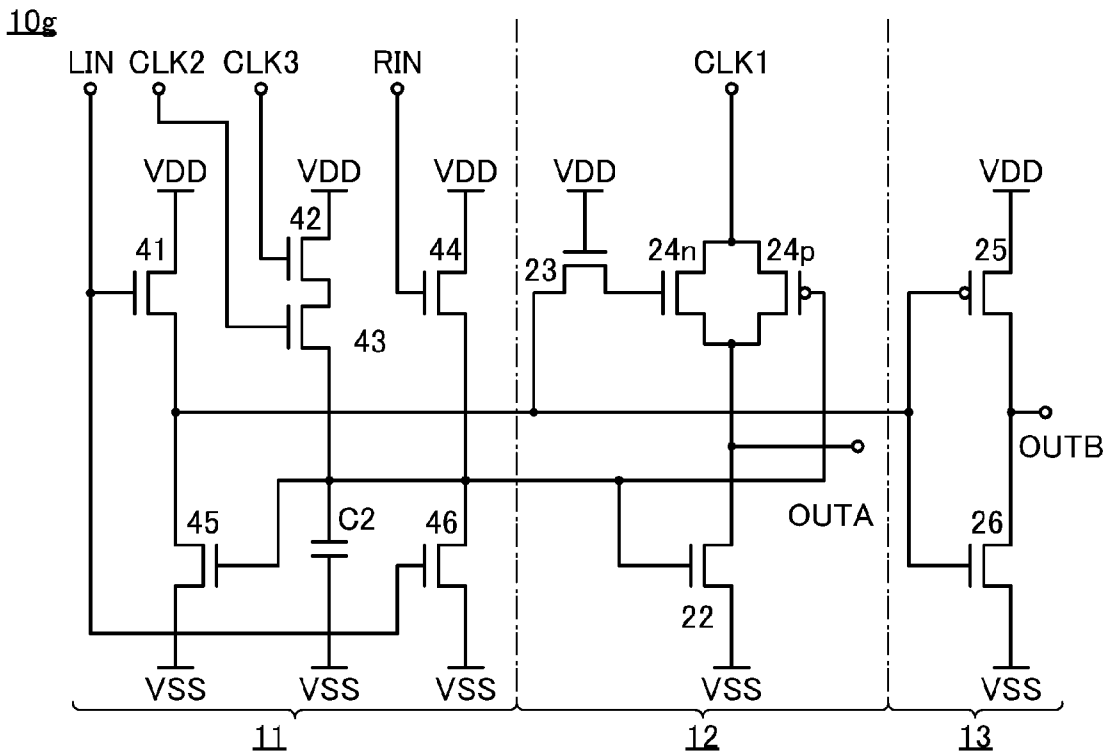 10g
LIN CLK2 CLK3 RIN CLK1
VDD VDD VDD VDD VDD
41 42 44 23 24n 24p 25
43
OUTB
OUTA
45 C2 46 26
22
VSS VSS VSS VSS VSS
11 12 13